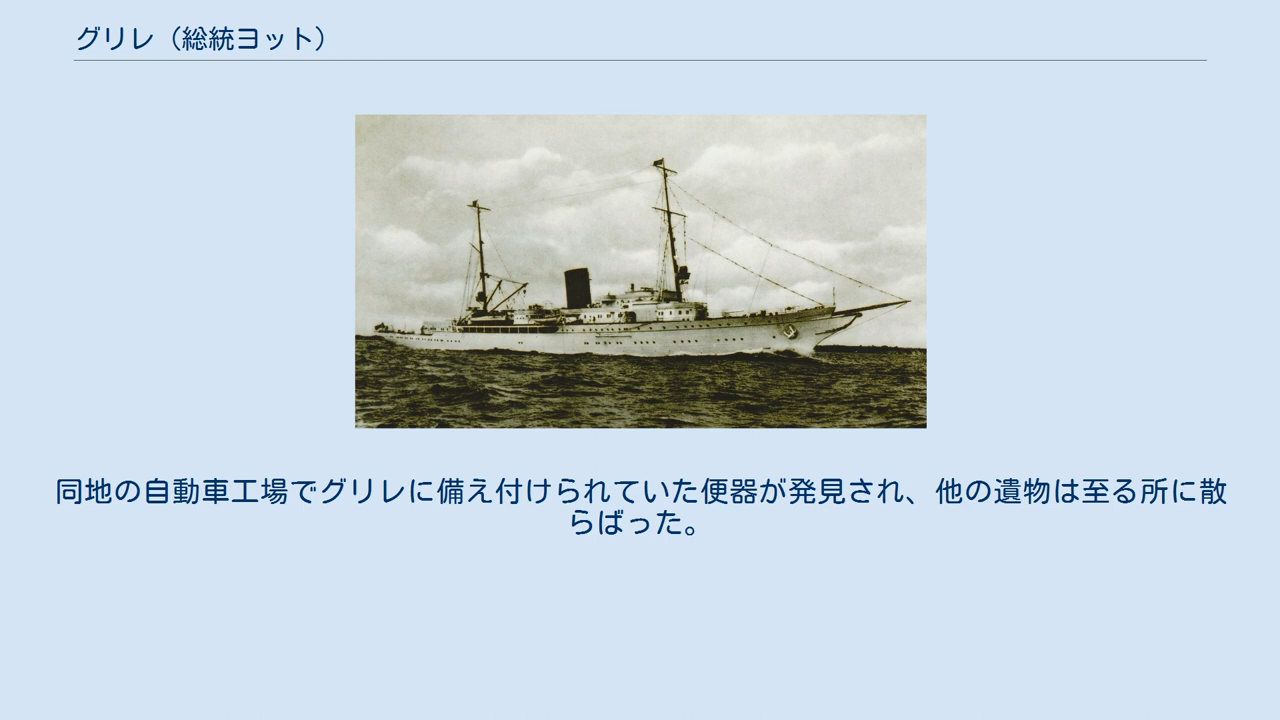 グリレ（総統ヨット）
同地の自動車工場でグリレに備え付けられていた便器が発見され、他の遺物は至る所に散
らばった。